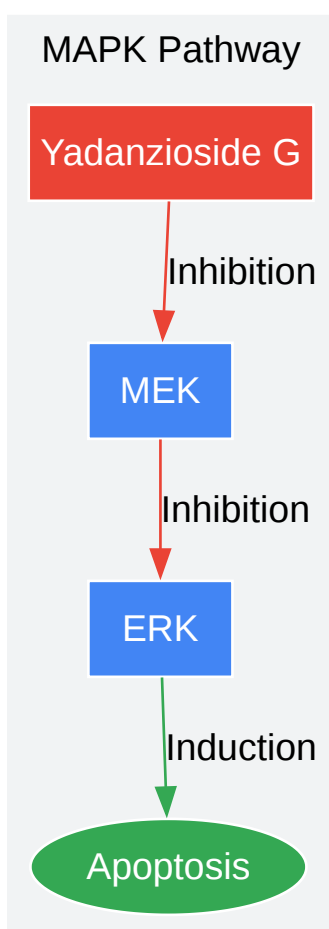 MAPK Pathway
Yadanzioside G
Inhibition
MEK
Inhibition
ERK
Induction
Apoptosis